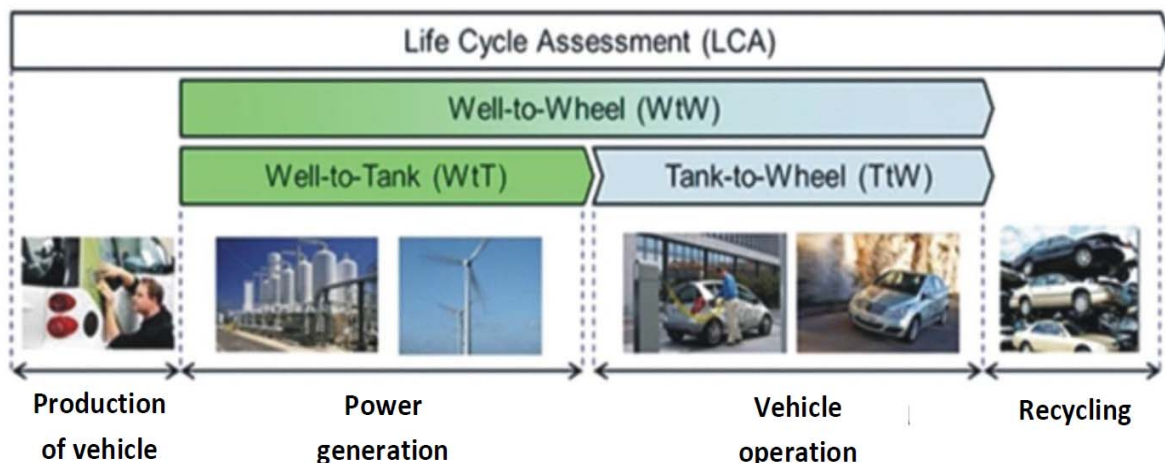 Life Cycle Assessment (LCA)
Well-to-Wheel (WtW)
Well-to-Tank (WtT)
Tank-to-Wheel (TtW)
Production
of vehicle
Power
generation
Vehicle
operation
Recycling